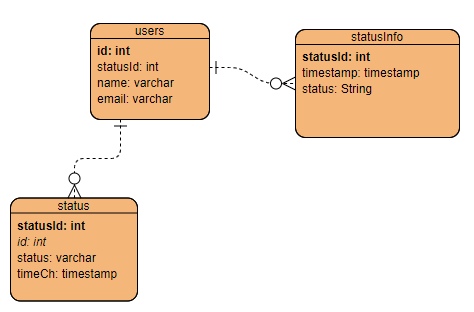 users
id: int
statusId: int
name: varchar
email: varchar
statusInfo
statusId: int
timestamp: timestamp
status: String
status
statusId: int
id: int
status: varchar
timeCh: timestamp